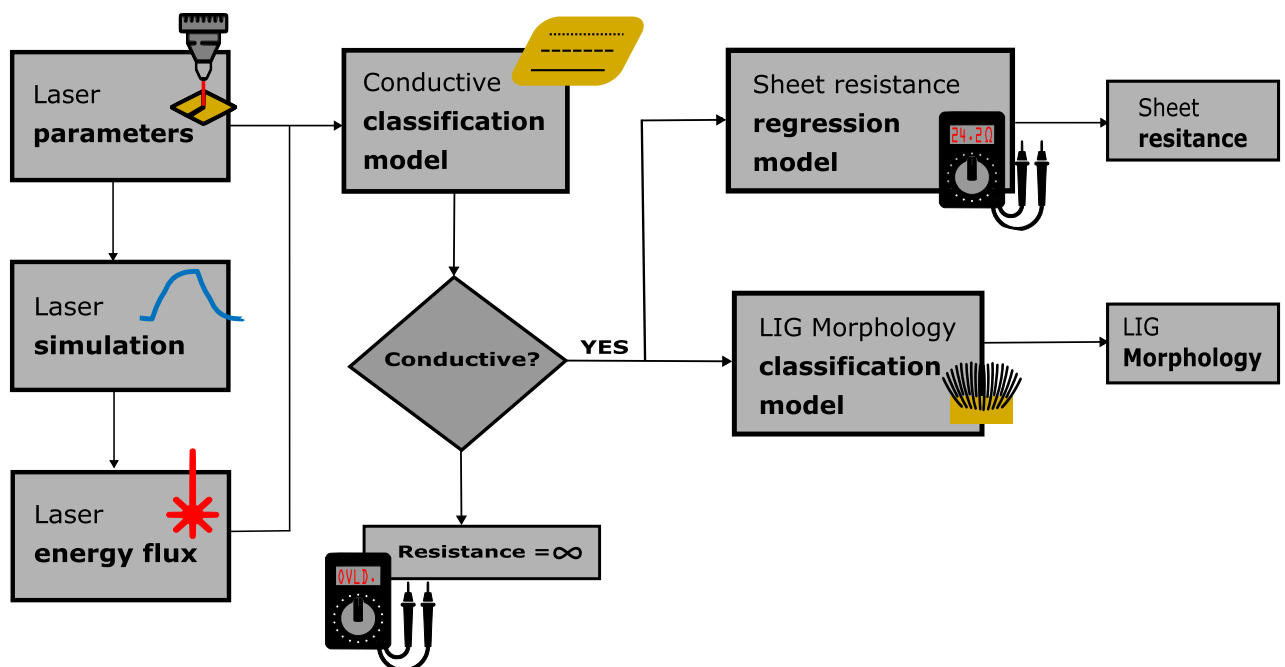 Laser
parameters
Conductive
classification
model
Sheet resistance
regression
model
24.2Ω
Sheet
resitance
Laser
simulation
Conductive?
YES
LIG Morphology
classification
model
LIG
Morphology
Laser
energy flux
Resistance =∞
OVLD.